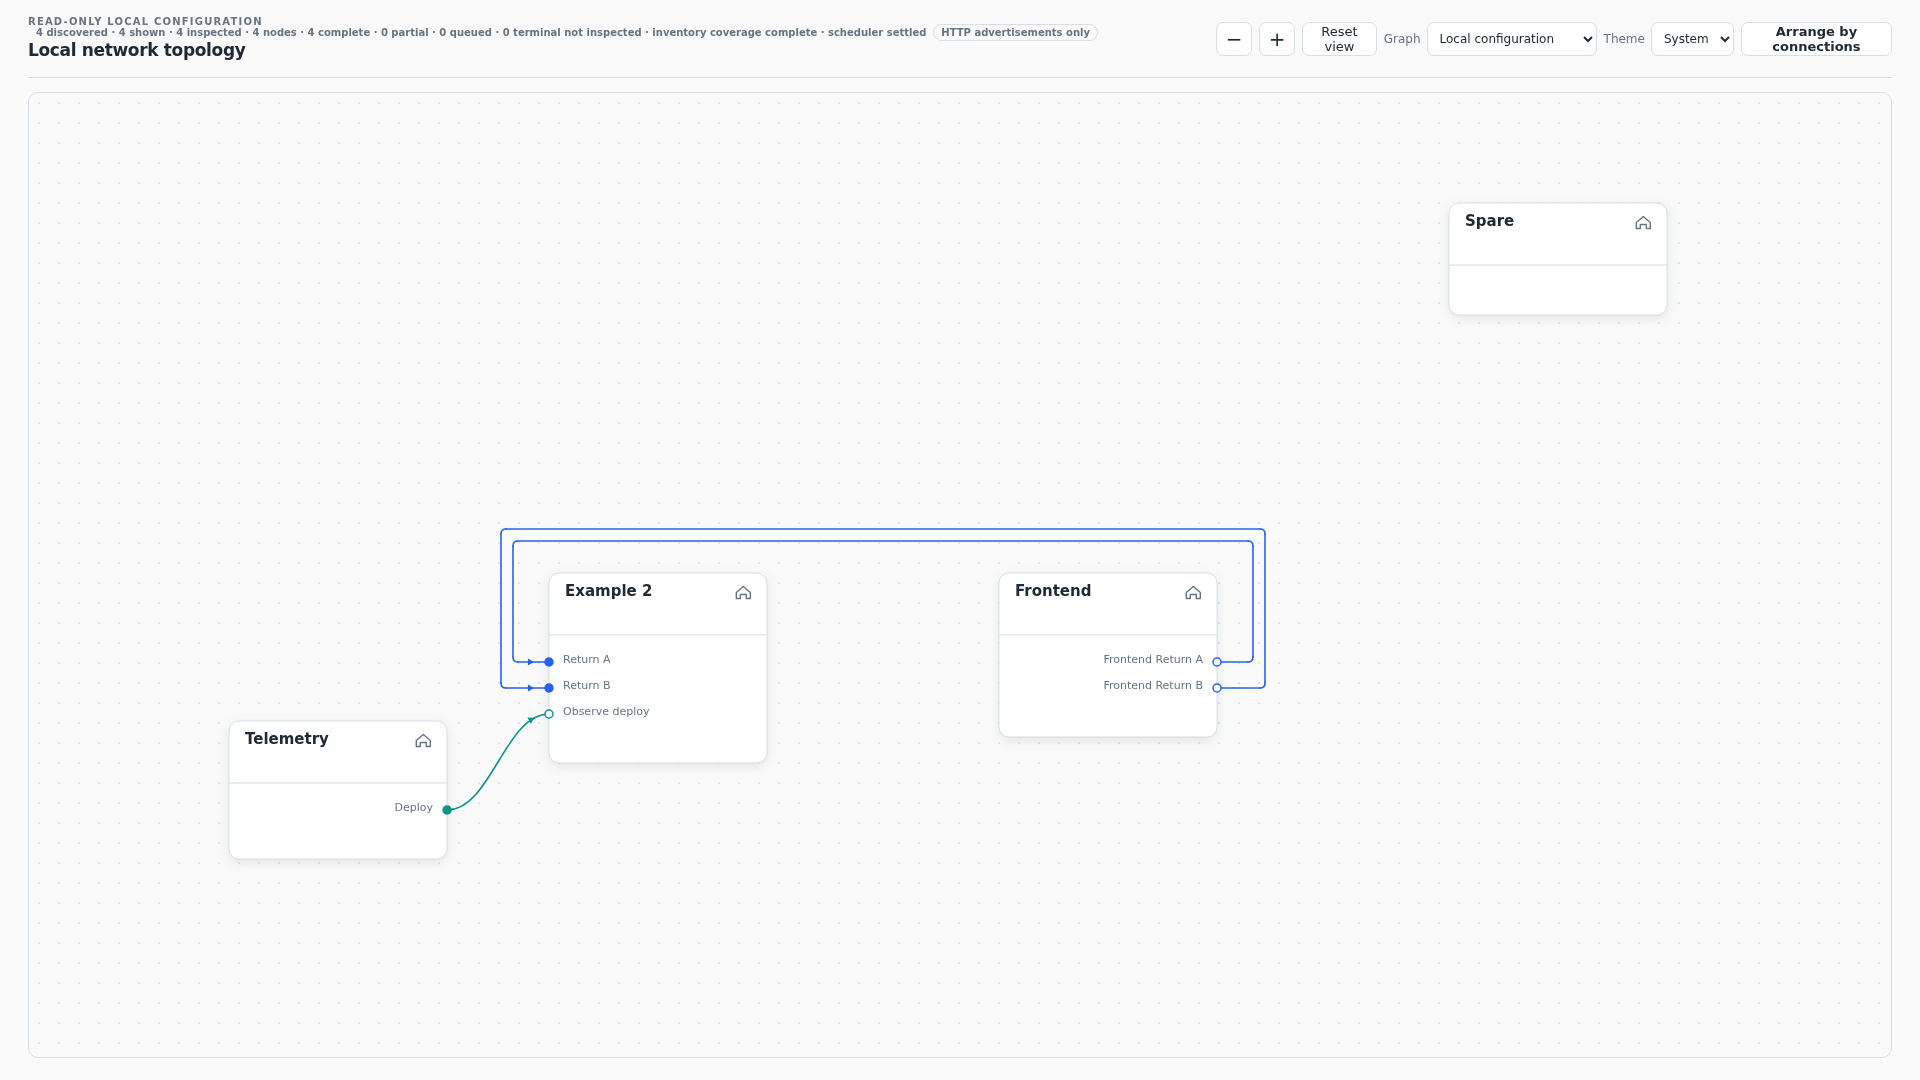 READ-ONLY LOCAL CONFIGURATION
4 discovered · 4 shown · 4 inspected · 4 nodes · 4 complete · 0 partial · 0 queued · 0 terminal not inspected · inventory coverage complete · scheduler settled HTTP advertisements only
Local network topology
−
+
Reset
view
Graph
Local configuration
Theme
System
Arrange by
connections
Spare
Example 2
Return A
Return B
Observe deploy
Frontend
Frontend Return A
Frontend Return B
Telemetry
Deploy